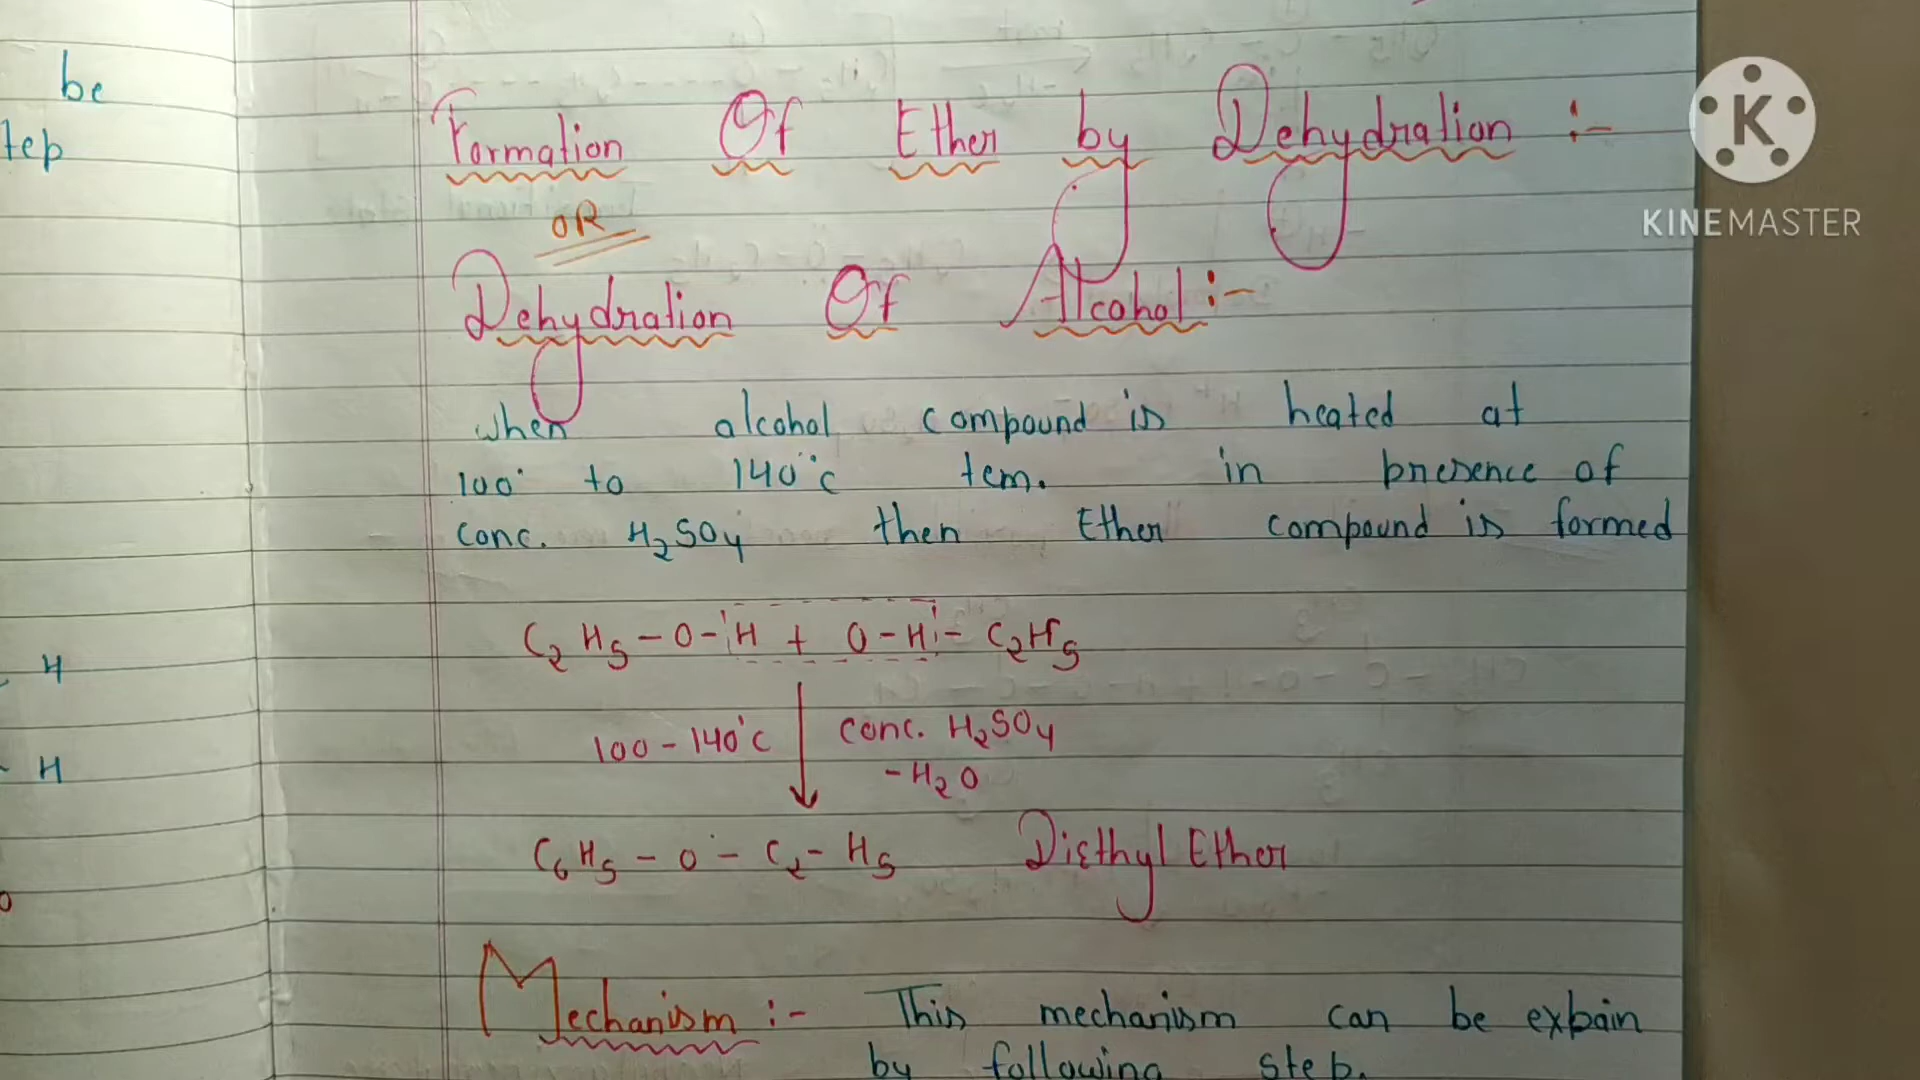 be
tep
Formation Of Ether by Dehydration :-
OR
Dehydration Of Alcohol :-
when alcohol compound is heated at
100° to 140°c tem. in presence of
conc. H₂SO₄ then Ether compound is formed
C₂H₅-O-H + O-H-C₂H₅
100-140°c conc. H₂SO₄
-H₂O
C₆H₅-O-C₂-H₅ Diethyl Ether
Mechanism :- This mechanism can be expain
by following step.
H
- H
K
KINEMASTER